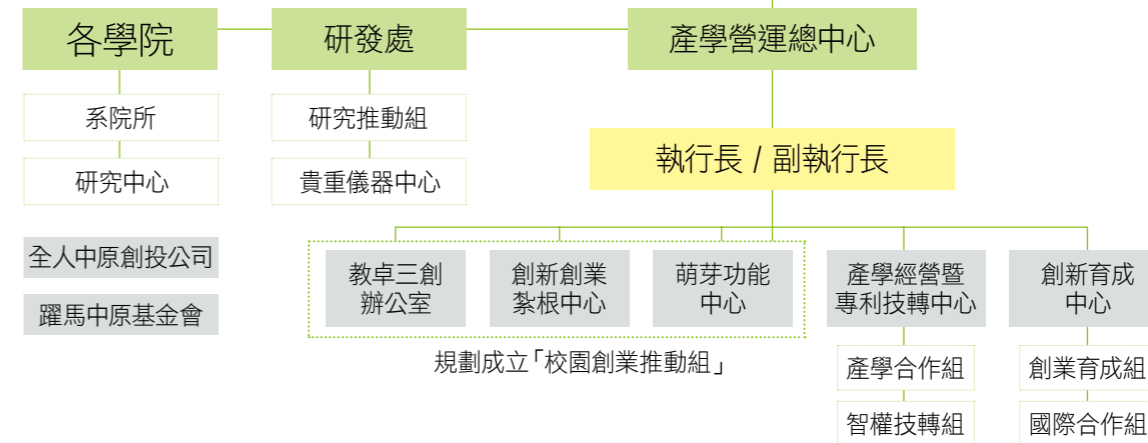 各學院
研發處
產學營運總中心
系院所
研究推動組
執行長 / 副執行長
研究中心
貴重儀器中心
全人中原創投公司
躍馬中原基金會
教卓三創
辦公室
創新創業
紮根中心
萌芽功能
中心
產學經營暨
專利技轉中心
創新育成
中心
規劃成立「校園創業推動組」
產學合作組
創業育成組
智權技轉組
國際合作組